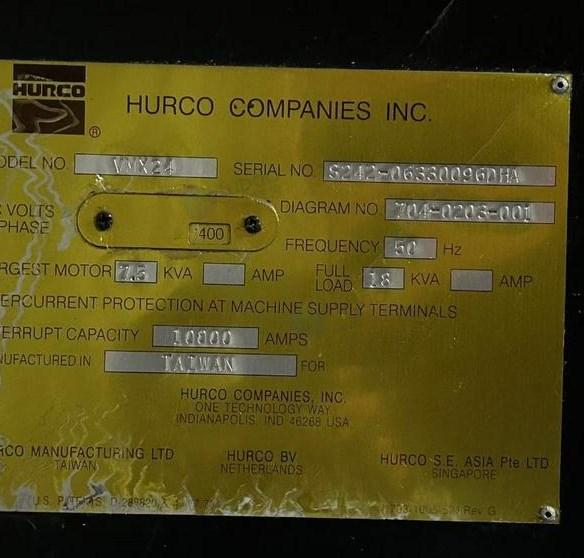 HURCO
®
HURCO COMPANIES INC.
ODEL NO. VMX24 SERIAL NO. S242-06330096DHA
VOLTS
PHASE
400
DIAGRAM NO 704-0203-001
FREQUENCY 50 Hz
ARGEST MOTOR 7.5 KVA AMP FULL LOAD 18 KVA AMP
ERCURRENT PROTECTION AT MACHINE SUPPLY TERMINALS
ERRUPT CAPACITY 10000 AMPS
NUFACTURED IN TAIWAN FOR
HURCO COMPANIES, INC.
ONE TECHNOLOGY WAY
INDIANAPOLIS, IND 46268 USA
RCO MANUFACTURING LTD
TAIWAN
HURCO BV
NETHERLANDS
HURCO S.E. ASIA Pte LTD
SINGAPORE
U.S. PATENTS
Rev G